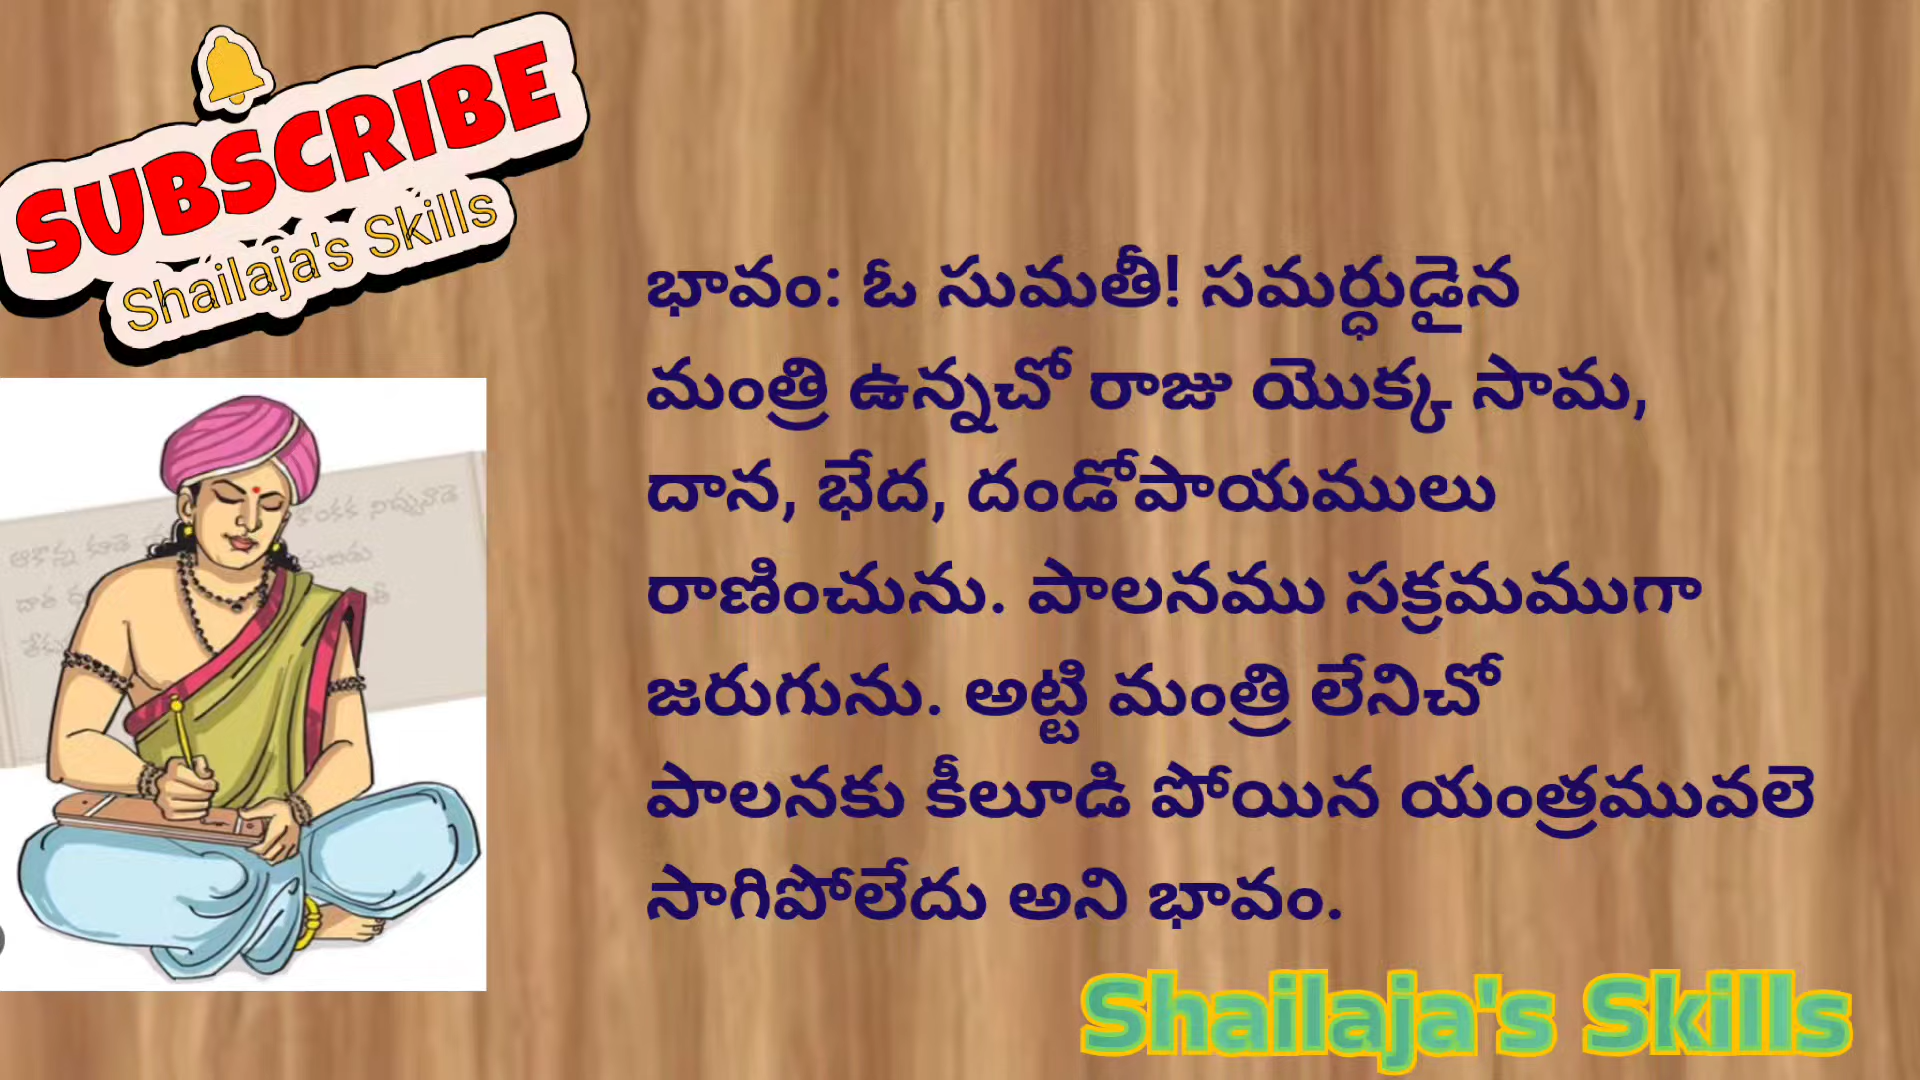 SUBSCRIBE
Shailaja's Skills
భావం: ఓ సుమతీ! సమర్ధుడైన
మంత్రి ఉన్నచో రాజు యొక్క సామ,
దాన, భేద, దండోపాయములు
రాణించును. పాలనము సక్రమముగా
జరుగును. అట్టి మంత్రి లేనిచో
పాలనకు కీలూడి పోయిన యంత్రమువలె
సాగిపోలేదు అని భావం.
Shailaja's Skills